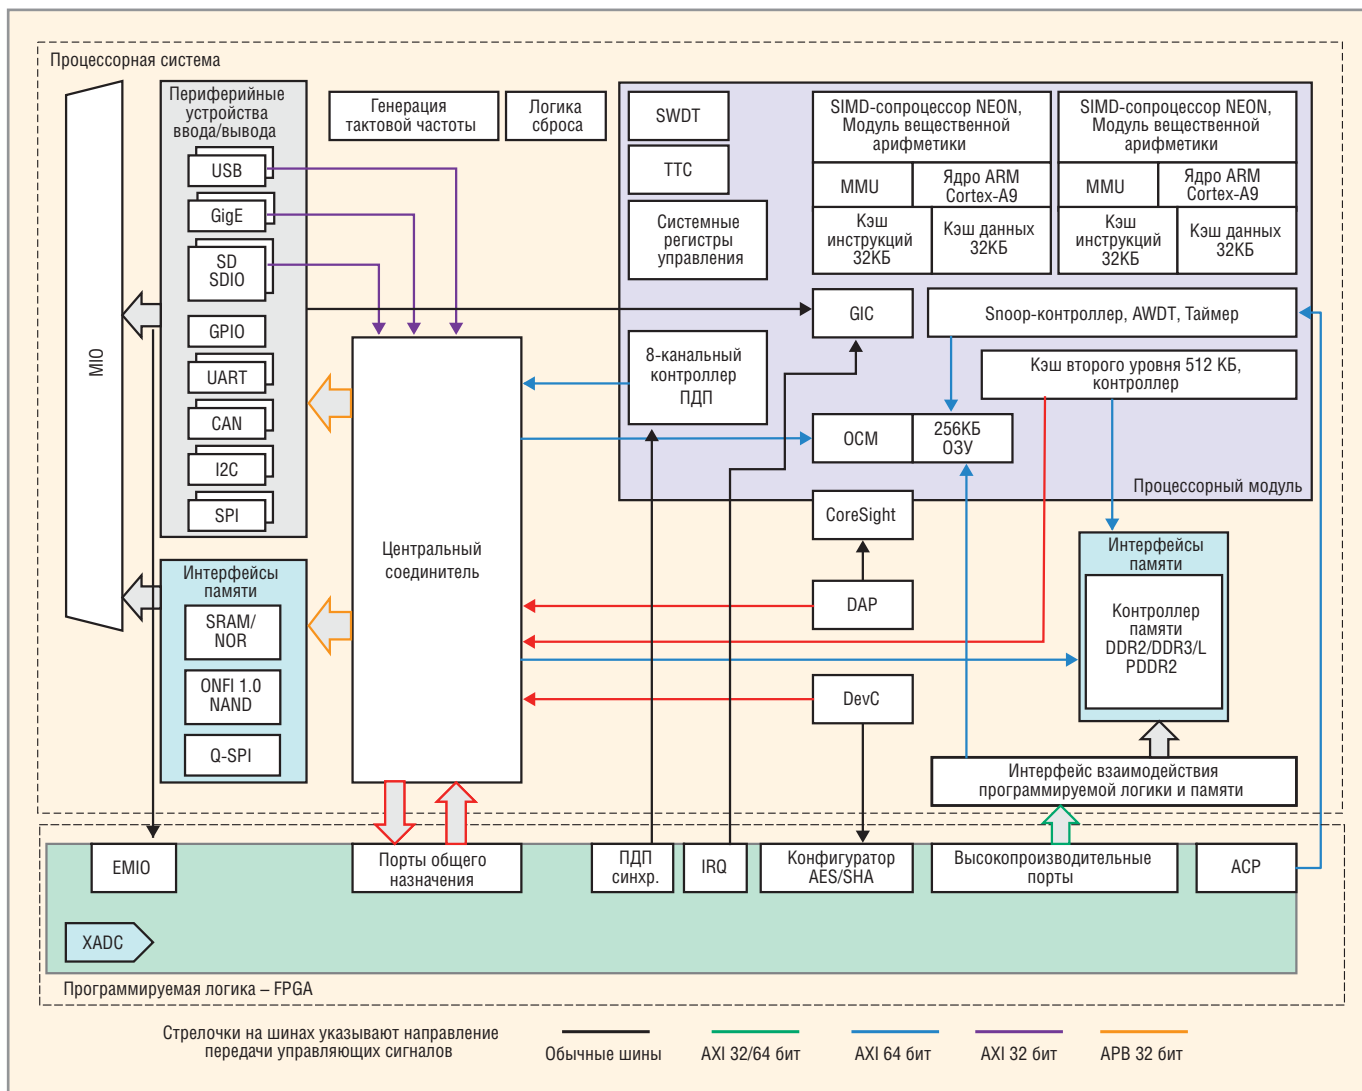 Процессорная система
Периферийные
устройства
ввода/вывода
USB
GigE
SD
SDIO
GPIO
UART
CAN
I2C
SPI
MIO
Генерация
тактовой частоты
Логика
сброса
SWDT
TTC
Системные
регистры
управления
SIMD-сопроцессор NEON,
Модуль вещественной
арифметики
MMU
Ядро ARM
Cortex-A9
Кэш
инструкций
32КБ
Кэш данных
32КБ
SIMD-сопроцессор NEON,
Модуль вещественной
арифметики
MMU
Ядро ARM
Cortex-A9
Кэш
инструкций
32КБ
Кэш данных
32КБ
GIC
Snoop-контроллер, AWDT, Таймер
8-канальный
контроллер
ПДП
Кэш второго уровня 512 КБ,
контроллер
OCM
256КБ
ОЗУ
Процессорный модуль
CoreSight
Центральный
соединитель
Интерфейсы
памяти
SRAM/
NOR
ONFI 1.0
NAND
Q-SPI
DAP
DevC
Интерфейсы
памяти
Контроллер
памяти
DDR2/DDR3/L
PDDR2
Интерфейс взаимодействия
программируемой логики и памяти
EMIO
Порты общего
назначения
ПДП
синхр.
IRQ
Конфигуратор
AES/SHA
Высокопроизводительные
порты
ACP
XADC
Программируемая логика – FPGA
Стрелочки на шинах указывают направление
передачи управляющих сигналов
Обычные шины
AXI 32/64 бит
AXI 64 бит
AXI 32 бит
APB 32 бит